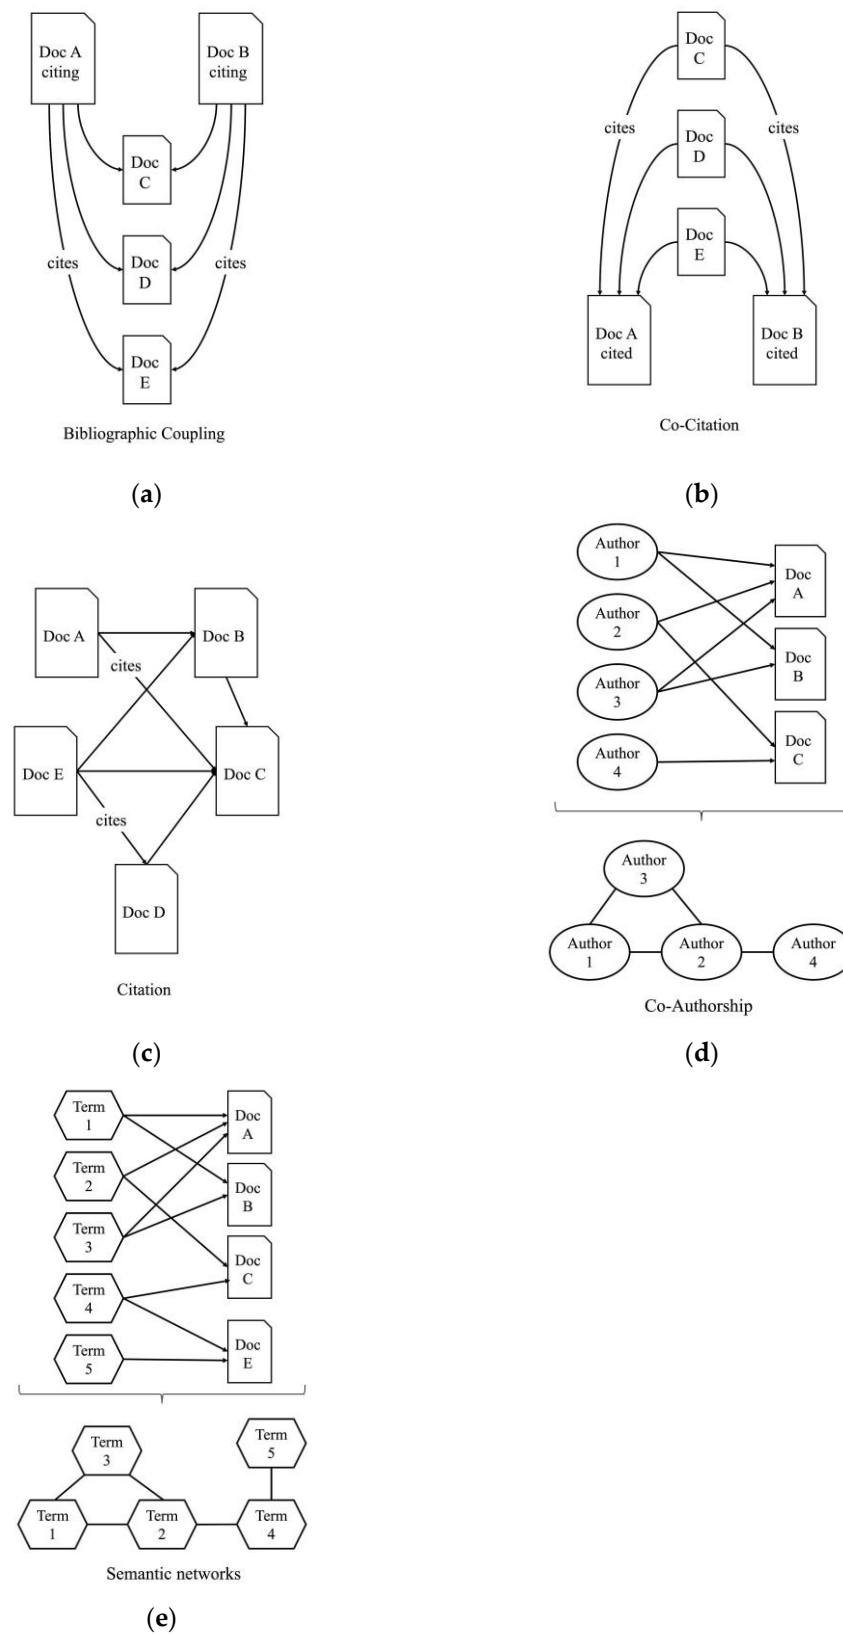 Doc A
citing
Doc B
citing
Doc
C
Doc
D
cites
cites
Doc
E
Bibliographic Coupling
(a)
Doc
C
cites
cites
Doc
D
Doc
E
Doc A
cited
Doc B
cited
Co-Citation
(b)
Doc A
Doc B
cites
Doc E
Doc C
cites
Doc D
Citation
(c)
Author
1
Author
2
Author
3
Author
4
Doc
A
Doc
B
Doc
C
Author
3
Author
1
Author
2
Author
4
Co-Authorship
(d)
Term
1
Term
2
Term
3
Term
4
Term
5
Doc
A
Doc
B
Doc
C
Doc
E
Term
3
Term
5
Term
1
Term
2
Term
4
Semantic networks
(e)